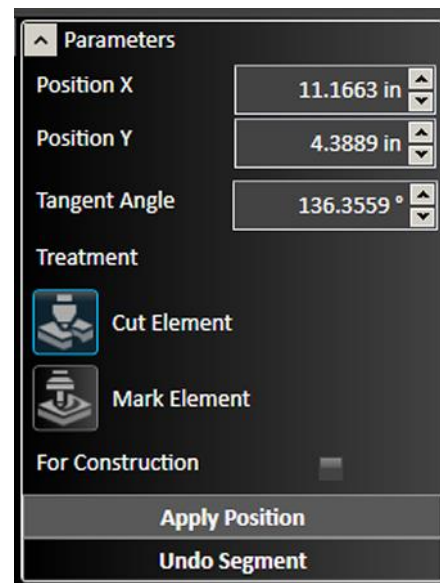 Parameters
Position X 11.1663 in
Position Y 4.3889 in
Tangent Angle 136.3559 °
Treatment
Cut Element
Mark Element
For Construction
Apply Position
Undo Segment